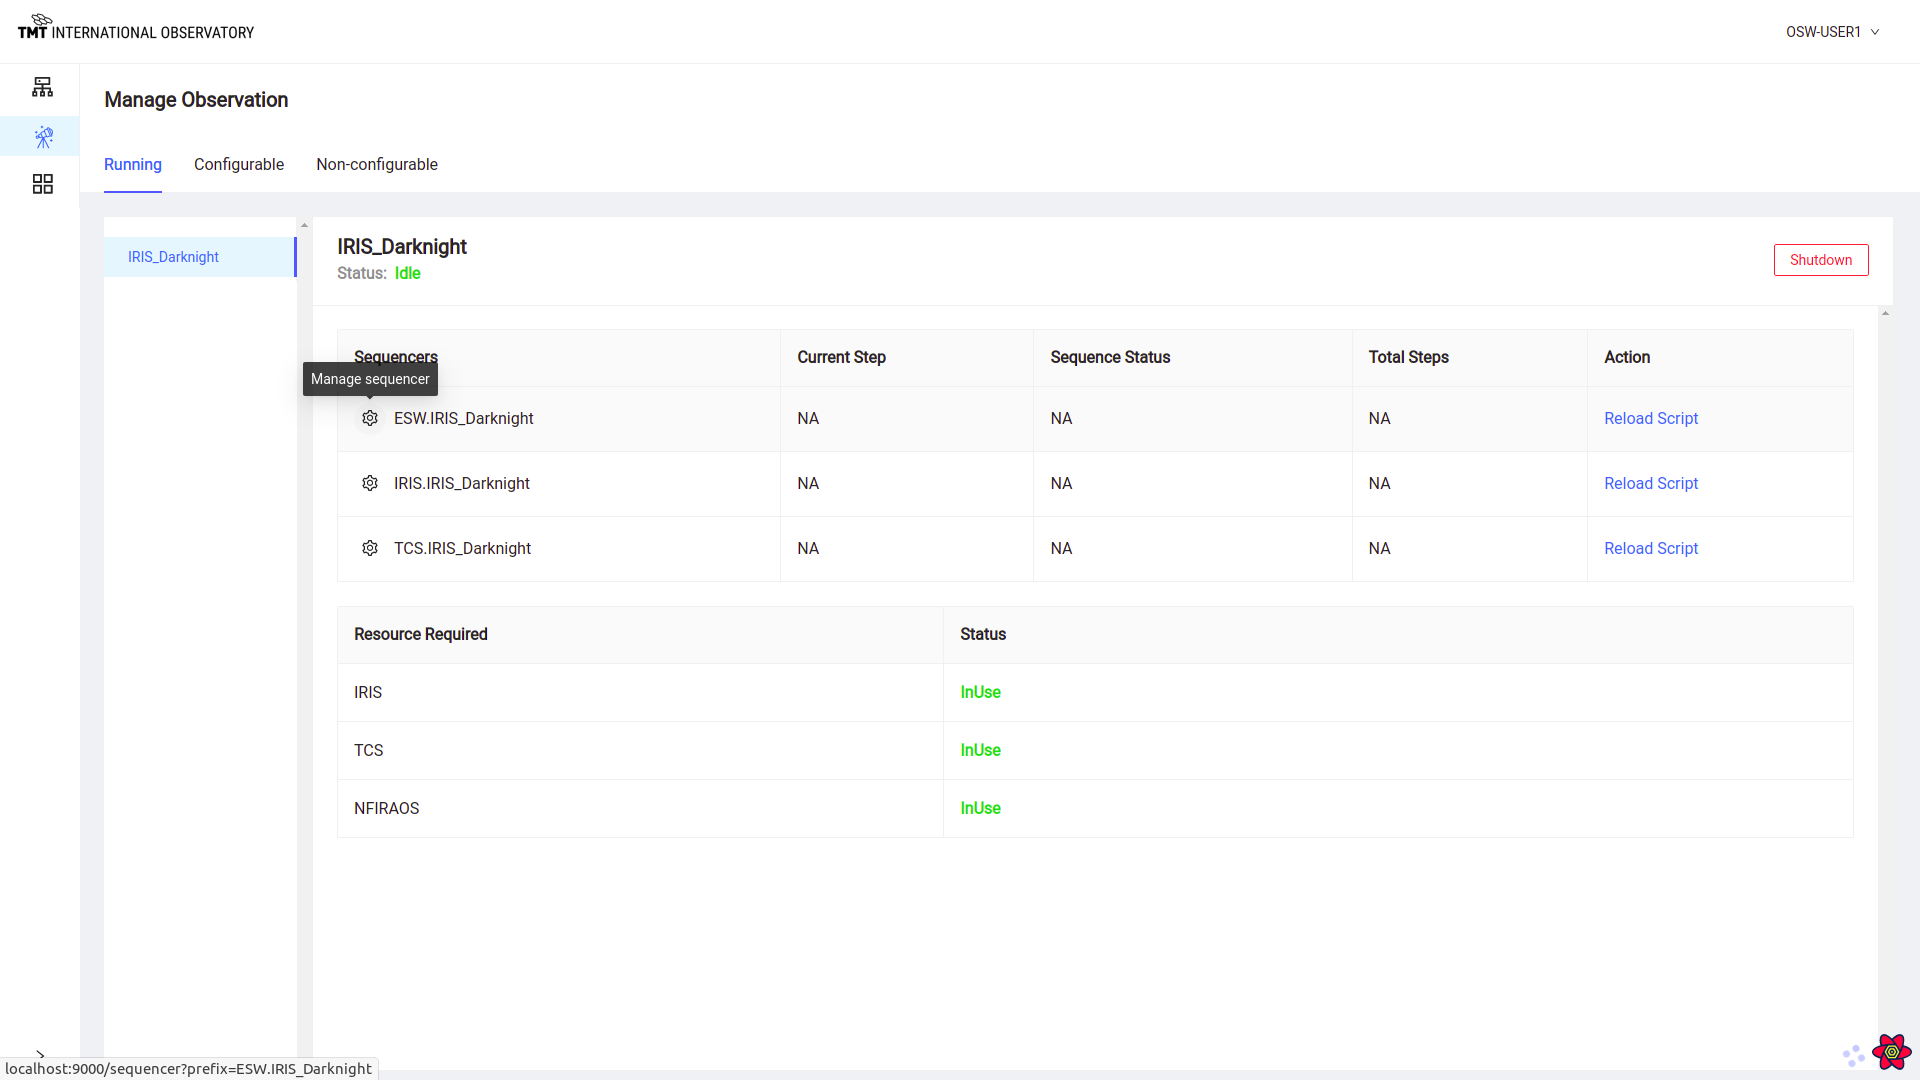 TMT INTERNATIONAL OBSERVATORY
OSW-USER1
Manage Observation
Running Configurable Non-configurable
IRIS_Darknight
IRIS_Darknight
Status: Idle
Shutdown
Sequencers Current Step Sequence Status Total Steps Action
Manage sequencer
ESW.IRIS_Darknight NA NA NA Reload Script
IRIS.IRIS_Darknight NA NA NA Reload Script
TCS.IRIS_Darknight NA NA NA Reload Script
Resource Required Status
IRIS InUse
TCS InUse
NFIRAOS InUse
localhost:9000/sequencer?prefix=ESW.IRIS_Darknight